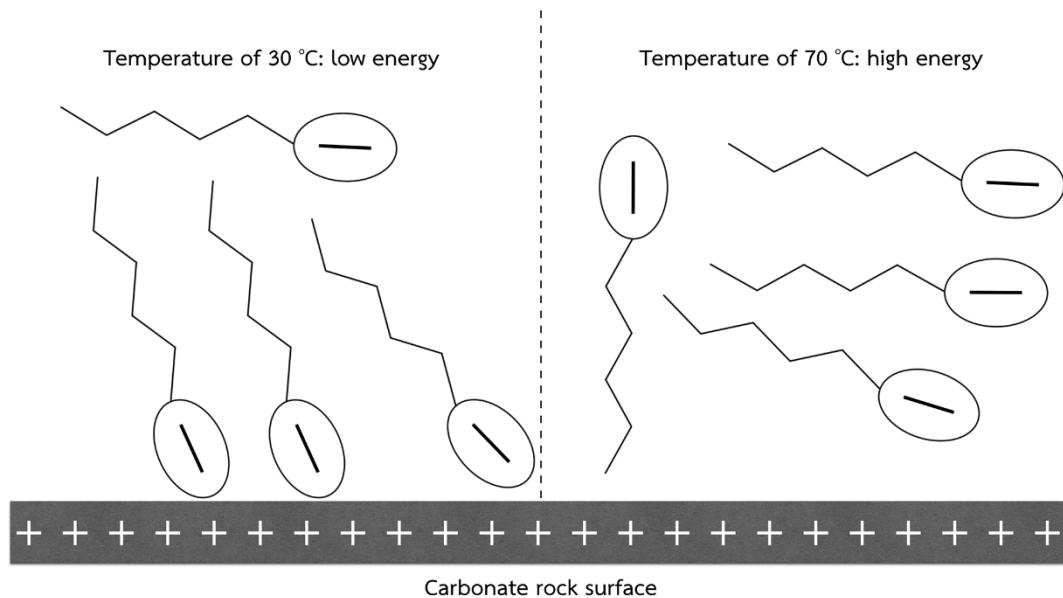 Temperature of 30 °C: low energy
Temperature of 70 °C: high energy
+ + + + + + + + + + + + + + + + + + + + + + +
Carbonate rock surface